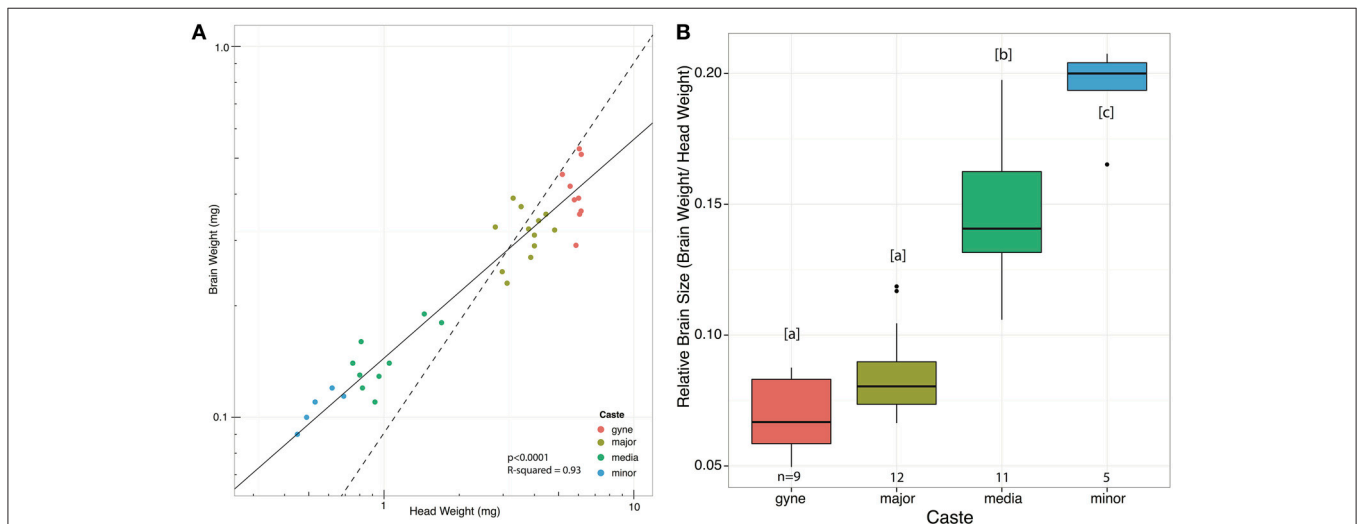 A
Brain Weight (mg)
1.0
0.1
1
10
Head Weight (mg)
p<0.0001
R-squared = 0.93
Caste
gyne
major
media
minor
B
Relative Brain Size (Brain Weight/ Head Weight)
0.20
0.15
0.10
0.05
[a]
[a]
[b]
[c]
n=9 12 11 5
gyne major media minor
Caste